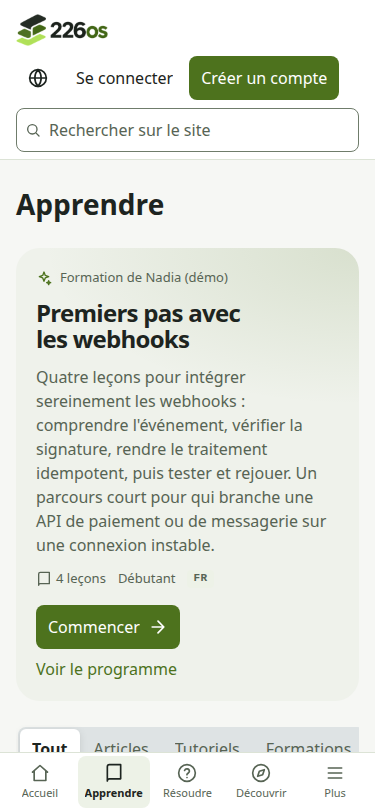 226os
Se connecter
Créer un compte
Rechercher sur le site
Apprendre
Formation de Nadia (démo)
Premiers pas avec
les webhooks
Quatre leçons pour intégrer
sereinement les webhooks :
comprendre l'événement, vérifier la
signature, rendre le traitement
idempotent, puis tester et rejouer. Un
parcours court pour qui branche une
API de paiement ou de messagerie sur
une connexion instable.
4 leçons Débutant FR
Commencer
Voir le programme
Tout Articles Tutoriels Formations
Accueil Apprendre Résoudre Découvrir Plus